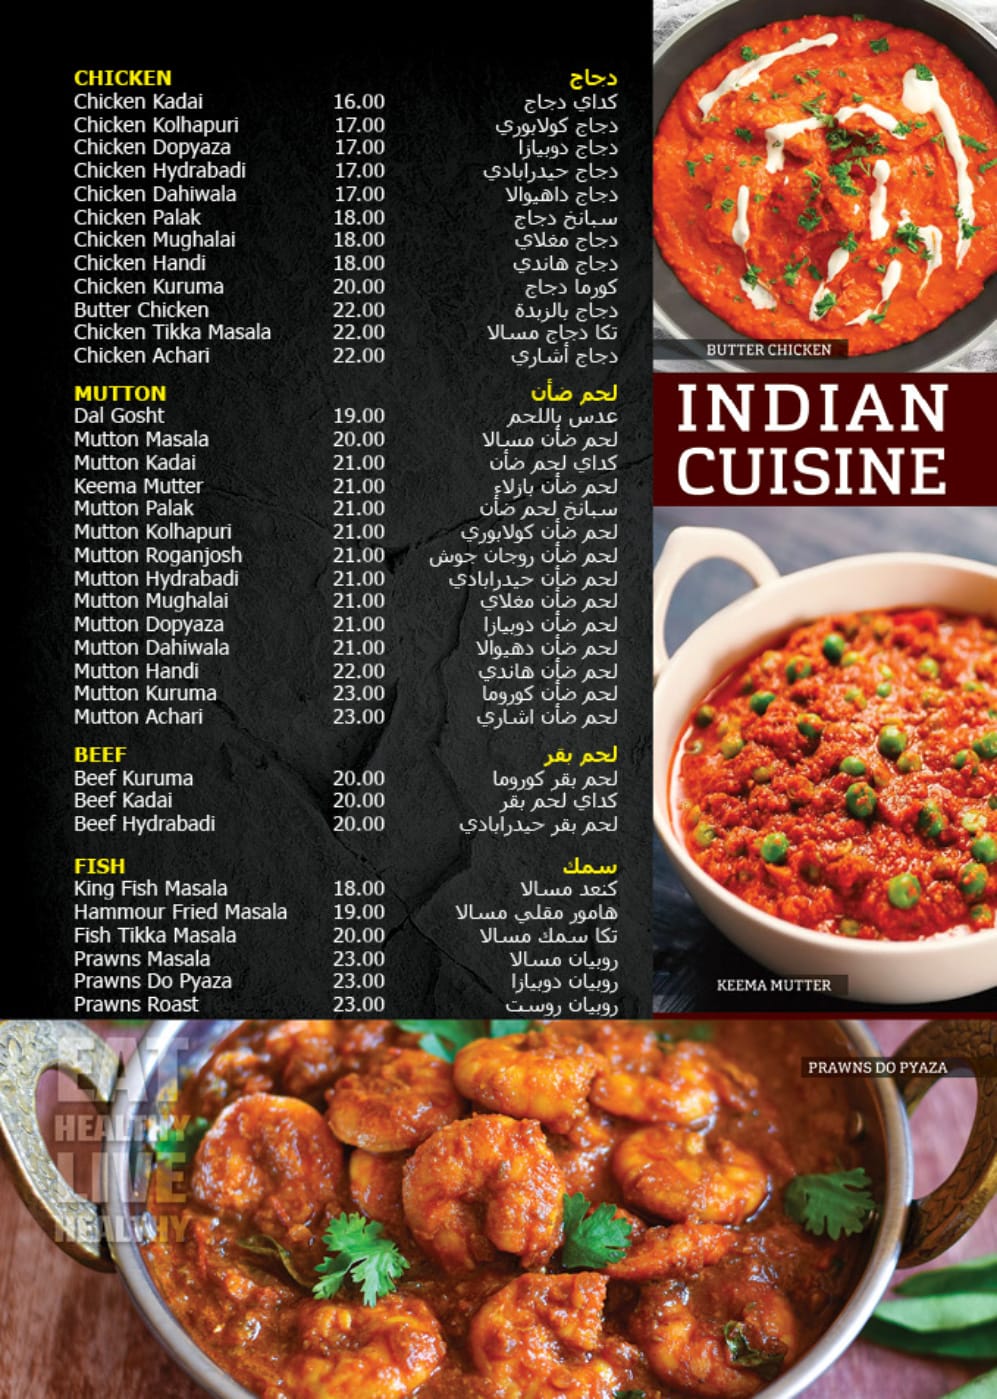 CHICKEN دجاج
Chicken Kadai 16.00 كداي دجاج
Chicken Kolhapuri 17.00 دجاج كولابوري
Chicken Dopyaza 17.00 دجاج دوبيازا
Chicken Hydrabadi 17.00 دجاج حيدرابادي
Chicken Dahiwala 17.00 دجاج داهيوالا
Chicken Palak 18.00 سبانخ دجاج
Chicken Mughalai 18.00 دجاج مغلاي
Chicken Handi 18.00 دجاج هاندي
Chicken Kuruma 20.00 كورما دجاج
Butter Chicken 22.00 دجاج بالزبدة
Chicken Tikka Masala 22.00 تكا دجاج مسالا
Chicken Achari 22.00 دجاج أشاري
MUTTON لحم ضأن
Dal Gosht 19.00 عدس باللحم
Mutton Masala 20.00 لحم ضأن مسالا
Mutton Kadai 21.00 كداي لحم ضأن
Keema Mutter 21.00 لحم ضأن بازلاء
Mutton Palak 21.00 سبانخ لحم ضأن
Mutton Kolhapuri 21.00 لحم ضأن كولابوري
Mutton Roganjosh 21.00 لحم ضأن روجان جوش
Mutton Hydrabadi 21.00 لحم ضأن حيدرابادي
Mutton Mughalai 21.00 لحم ضأن مغلاي
Mutton Dopyaza 21.00 لحم ضأن دوبيازا
Mutton Dahiwala 21.00 لحم ضأن دهيوالا
Mutton Handi 22.00 لحم ضأن هاندي
Mutton Kuruma 23.00 لحم ضأن كوروما
Mutton Achari 23.00 لحم ضأن اشاري
BEEF لحم بقر
Beef Kuruma 20.00 لحم بقر كوروما
Beef Kadai 20.00 كداي لحم بقر
Beef Hydrabadi 20.00 لحم بقر حيدرابادي
FISH سمك
King Fish Masala 18.00 كنعد مسالا
Hammour Fried Masala 19.00 هامور مقلي مسالا
Fish Tikka Masala 20.00 تكا سمك مسالا
Prawns Masala 23.00 روبيان مسالا
Prawns Do Pyaza 23.00 روبيان دوبيازا
Prawns Roast 23.00 روبيان روست
BUTTER CHICKEN
INDIAN
CUISINE
KEEMA MUTTER
PRAWNS DO PYAZA
EAT
HEALTHY
LIVE
HEALTHY